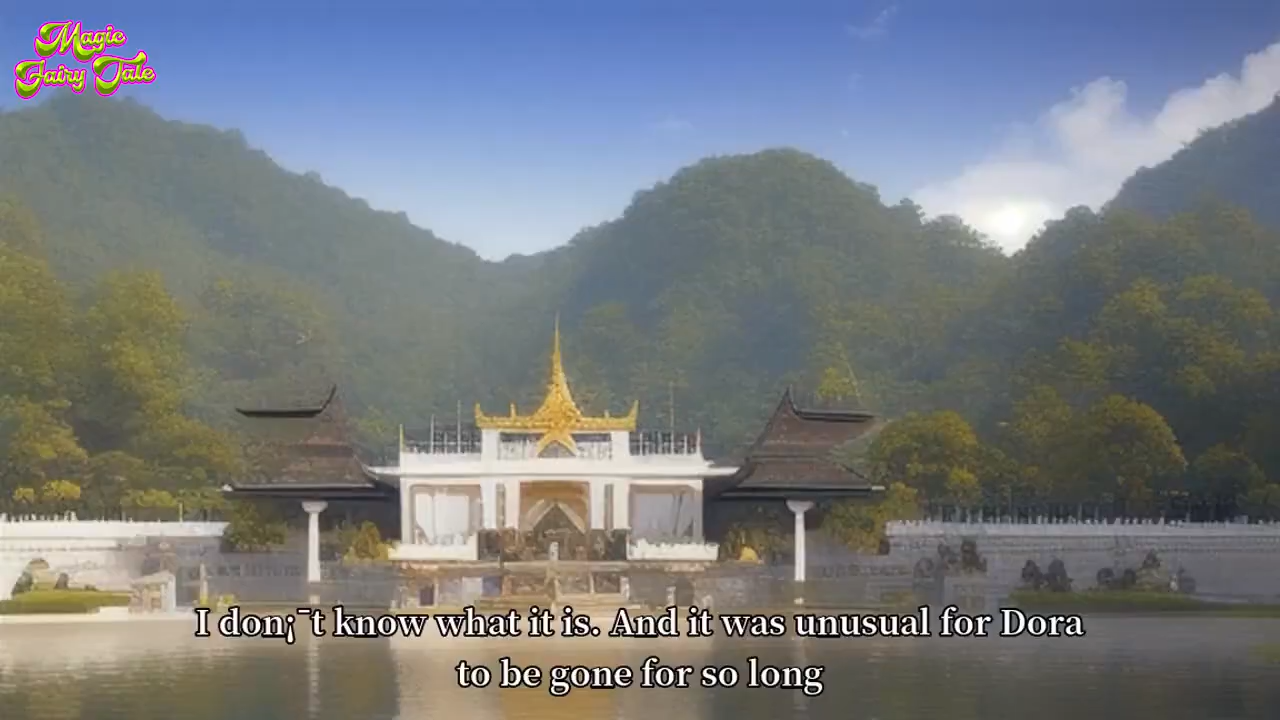 Magic
Fairy Tale
I don¡¯t know what it is. And it was unusual for Dora
to be gone for so long